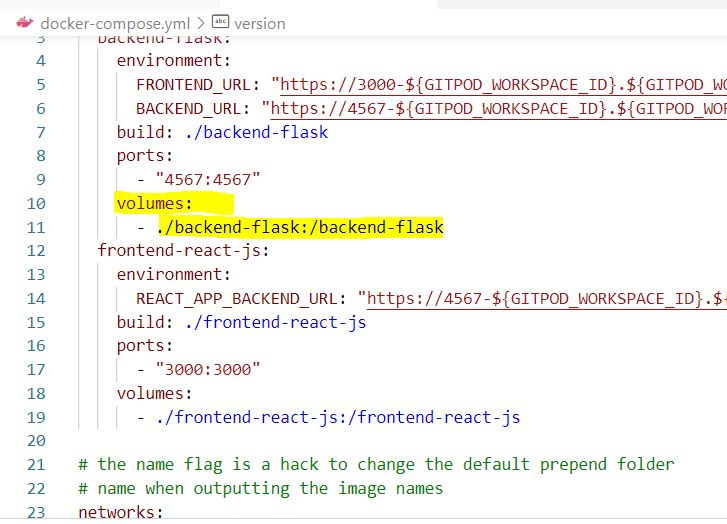 docker-compose.yml > abc version
3 backend-flask:
4 environment:
5 FRONTEND_URL: "https://3000-${GITPOD_WORKSPACE_ID}.${GITPOD_WO
6 BACKEND_URL: "https://4567-${GITPOD_WORKSPACE_ID}.${GITPOD_WOR
7 build: ./backend-flask
8 ports:
9 - "4567:4567"
10 volumes:
11 - ./backend-flask:/backend-flask
12 frontend-react-js:
13 environment:
14 REACT_APP_BACKEND_URL: "https://4567-${GITPOD_WORKSPACE_ID}.${
15 build: ./frontend-react-js
16 ports:
17 - "3000:3000"
18 volumes:
19 - ./frontend-react-js:/frontend-react-js
20
21 # the name flag is a hack to change the default prepend folder
22 # name when outputting the image names
23 networks: